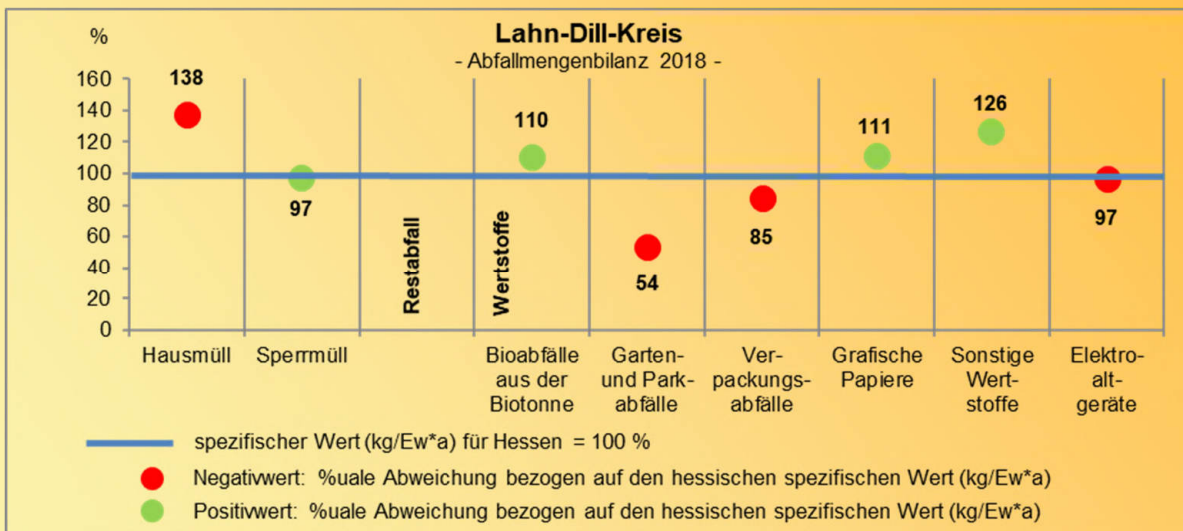 Lahn-Dill-Kreis
- Abfallmengenbilanz 2018 -
%
160
140
120
100
80
60
40
20
0
138
97
110
54
85
111
126
97
Restabfall
Wertstoffe
Hausmüll
Sperrmüll
Bioabfälle
aus der
Biotonne
Garten-
und Park-
abfälle
Ver-
packungs-
abfälle
Grafische
Papiere
Sonstige
Wert-
stoffe
Elektro-
alt-
geräte
spezifischer Wert (kg/Ew*a) für Hessen = 100 %
Negativwert: %uale Abweichung bezogen auf den hessischen spezifischen Wert (kg/Ew*a)
Positivwert: %uale Abweichung bezogen auf den hessischen spezifischen Wert (kg/Ew*a)